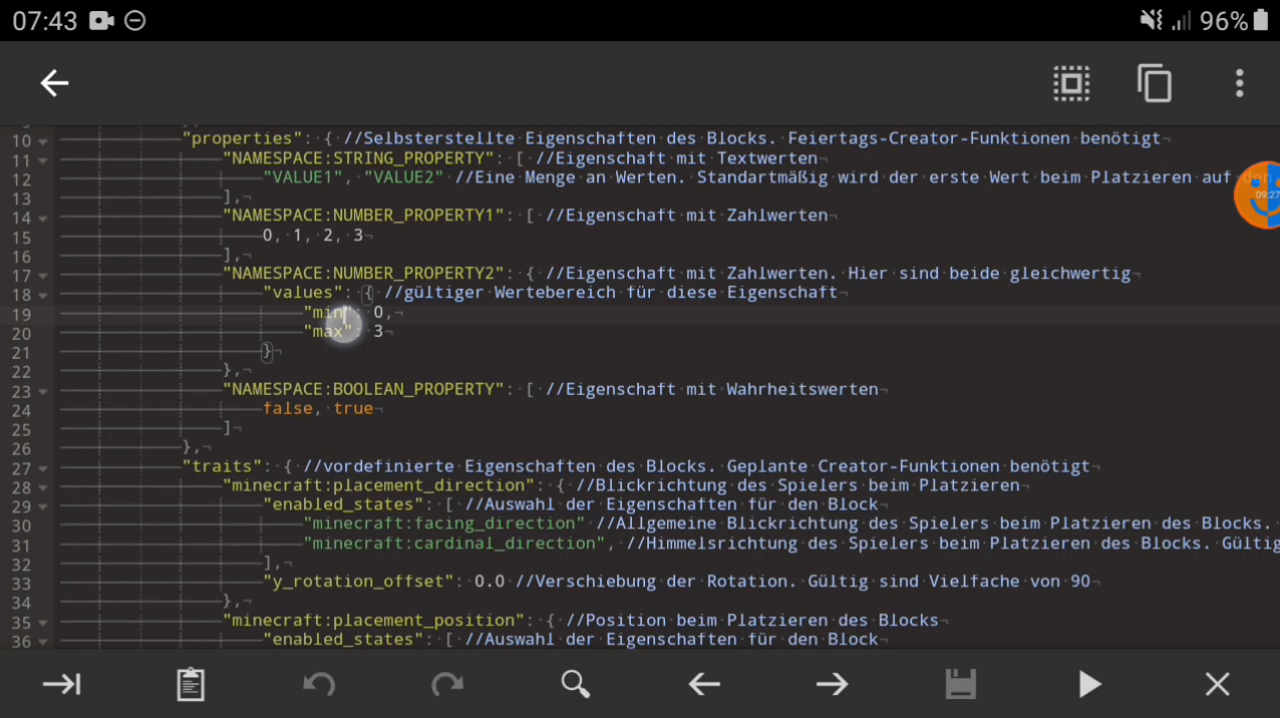 07:43 96%
10 "properties": { //Selbsterstellte Eigenschaften des Blocks. Feiertags-Creator-Funktionen benötigt
11 "NAMESPACE:STRING_PROPERTY": [ //Eigenschaft mit Textwerten
12 "VALUE1", "VALUE2" //Eine Menge an Werten. Standartmäßig wird der erste Wert beim Platzieren auf den
09:27
13 ],
14 "NAMESPACE:NUMBER_PROPERTY1": [ //Eigenschaft mit Zahlwerten
15 0, 1, 2, 3
16 ],
17 "NAMESPACE:NUMBER_PROPERTY2": { //Eigenschaft mit Zahlwerten. Hier sind beide gleichwertig
18 "values": { //gültiger Wertebereich für diese Eigenschaft
19 "min": 0,
20 "max": 3
21 }
22 },
23 "NAMESPACE:BOOLEAN_PROPERTY": [ //Eigenschaft mit Wahrheitswerten
24 false, true
25 ]
26 },
27 "traits": { //vordefinierte Eigenschaften des Blocks. Geplante Creator-Funktionen benötigt
28 "minecraft:placement_direction": { //Blickrichtung des Spielers beim Platzieren
29 "enabled_states": [ //Auswahl der Eigenschaften für den Block
30 "minecraft:facing_direction" //Allgemeine Blickrichtung des Spielers beim Platzieren des Blocks.
31 "minecraft:cardinal_direction", //Himmelsrichtung des Spielers beim Platzieren des Blocks. Gültig
32 ],
33 "y_rotation_offset": 0.0 //Verschiebung der Rotation. Gültig sind Vielfache von 90
34 },
35 "minecraft:placement_position": { //Position beim Platzieren des Blocks
36 "enabled_states": [ //Auswahl der Eigenschaften für den Block